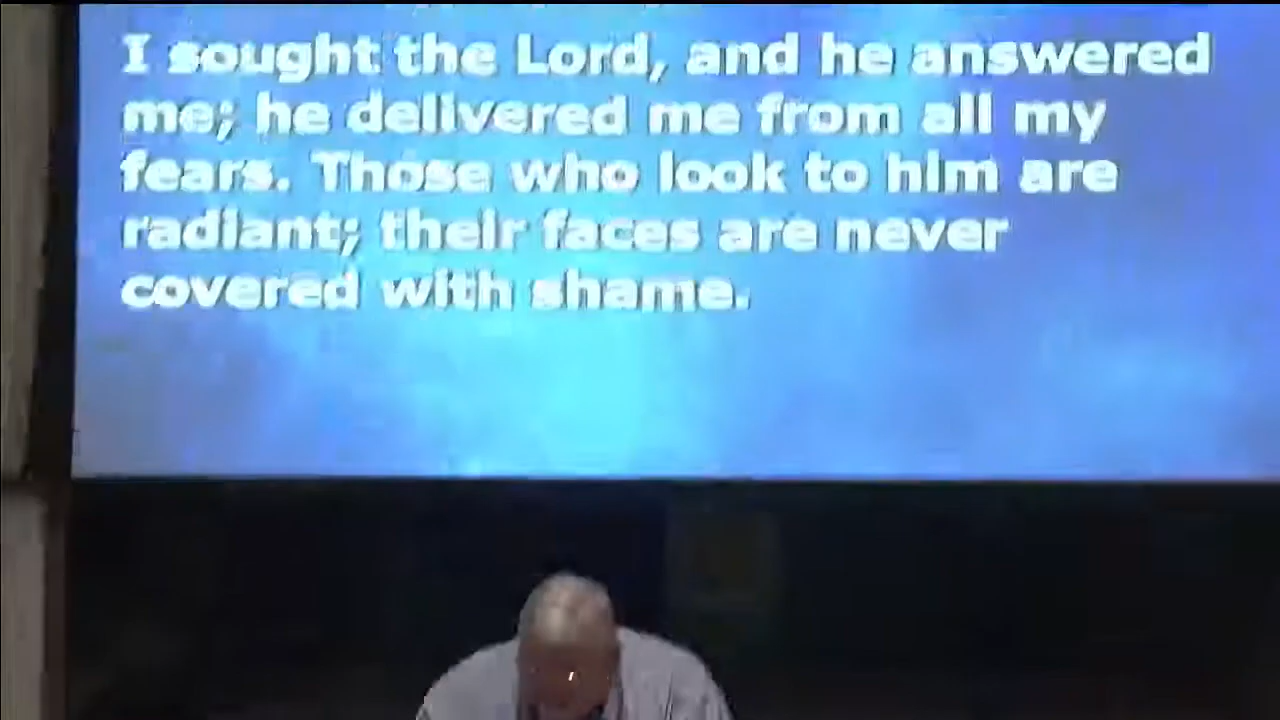 I sought the Lord, and he answered
me; he delivered me from all my
fears. Those who look to him are
radiant; their faces are never
covered with shame.